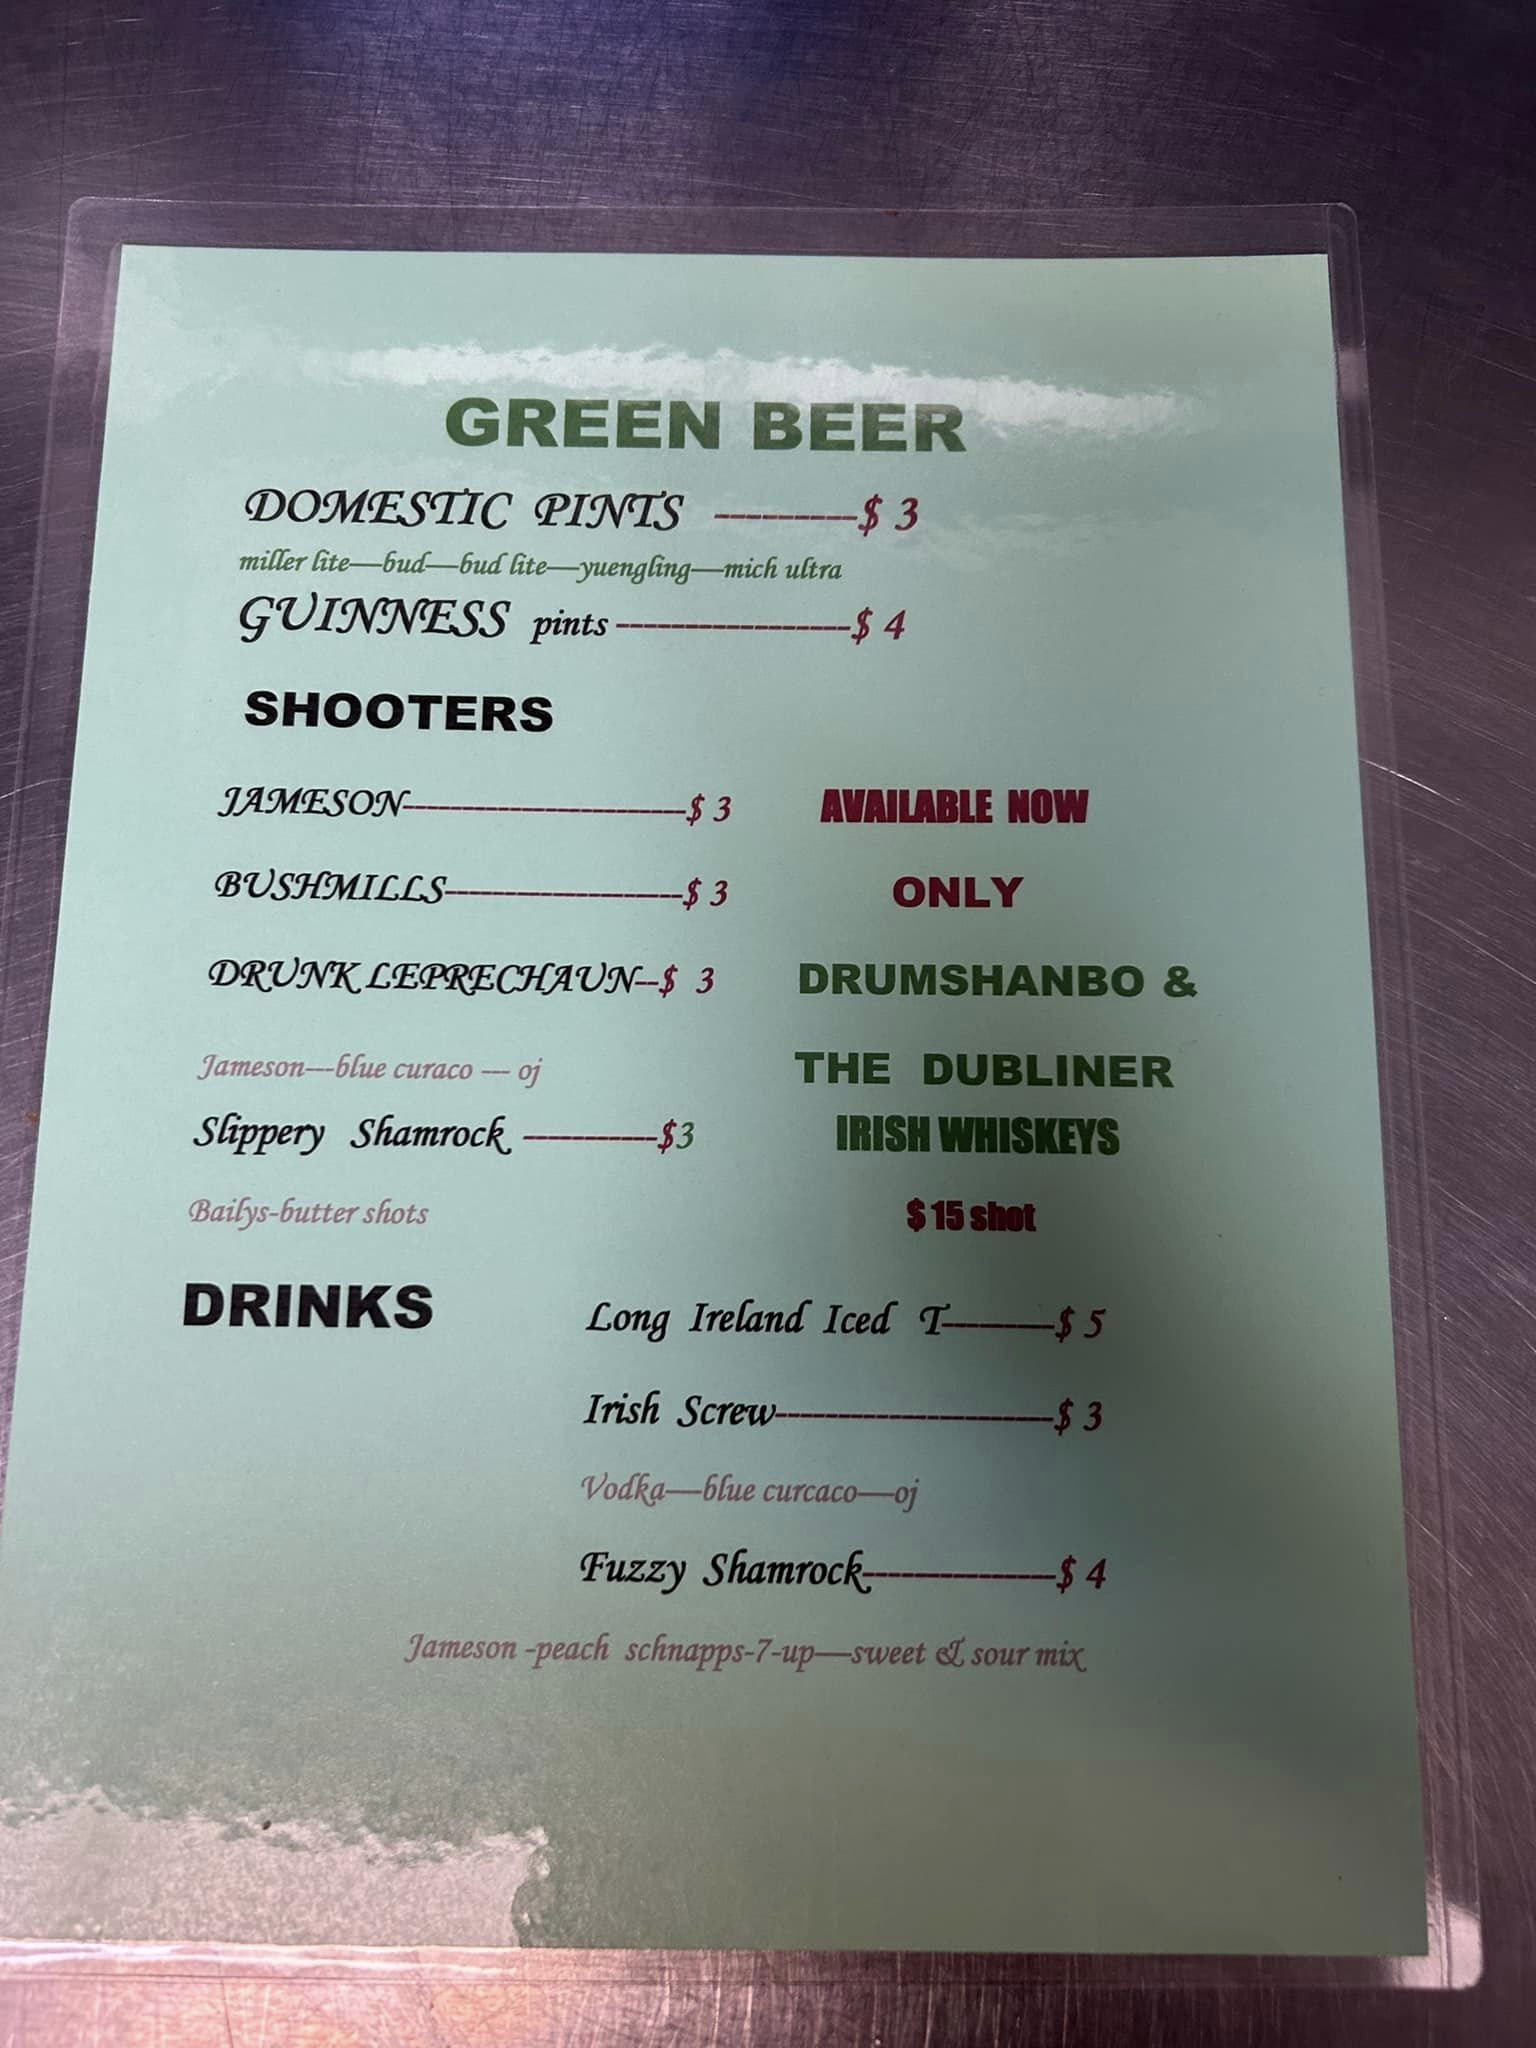 GREEN BEER
DOMESTIC PINTS ---------$ 3
miller lite—bud—bud lite—yuengling—mich ultra
GUINNESS pints ----------------$ 4
SHOOTERS
JAMESON------------------------$ 3
BUSHMILLS--------------------$ 3
DRUNK LEPRECHAUN--$ 3
Jameson---blue curaco --- oj
Slippery Shamrock -----------$3
Bailys-butter shots
AVAILABLE NOW
ONLY
DRUMSHANBO &
THE DUBLINER
IRISH WHISKEYS
$ 15 shot
DRINKS
Long Ireland Iced T---------$ 5
Irish Screw-----------------------$ 3
Vodka—blue curcaco—oj
Fuzzy Shamrock----------------$ 4
Jameson -peach schnapps-7-up—sweet & sour mix